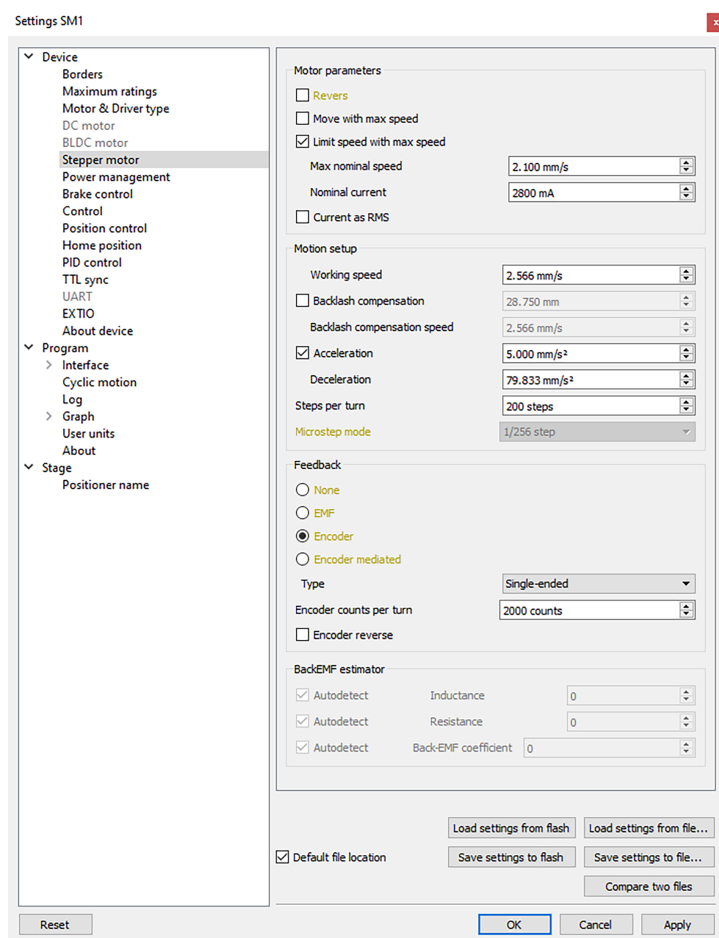 Settings SM1
Device
Borders
Maximum ratings
Motor & Driver type
DC motor
BLDC motor
Stepper motor
Power management
Brake control
Control
Position control
Home position
PID control
TTL sync
UART
EXTIO
About device
Program
Interface
Cyclic motion
Log
Graph
User units
About
Stage
Positioner name
Motor parameters
Revers
Move with max speed
Limit speed with max speed
Max nominal speed 2.100 mm/s
Nominal current 2800 mA
Current as RMS
Motion setup
Working speed 2.566 mm/s
Backlash compensation 28.750 mm
Backlash compensation speed 2.566 mm/s
Acceleration 5.000 mm/s²
Deceleration 79.833 mm/s²
Steps per turn 200 steps
Microstep mode 1/256 step
Feedback
None
EMF
Encoder
Encoder mediated
Type Single-ended
Encoder counts per turn 2000 counts
Encoder reverse
BackEMF estimator
Autodetect Inductance 0
Autodetect Resistance 0
Autodetect Back-EMF coefficient 0
Load settings from flash Load settings from file...
Default file location Save settings to flash Save settings to file...
Compare two files
Reset OK Cancel Apply